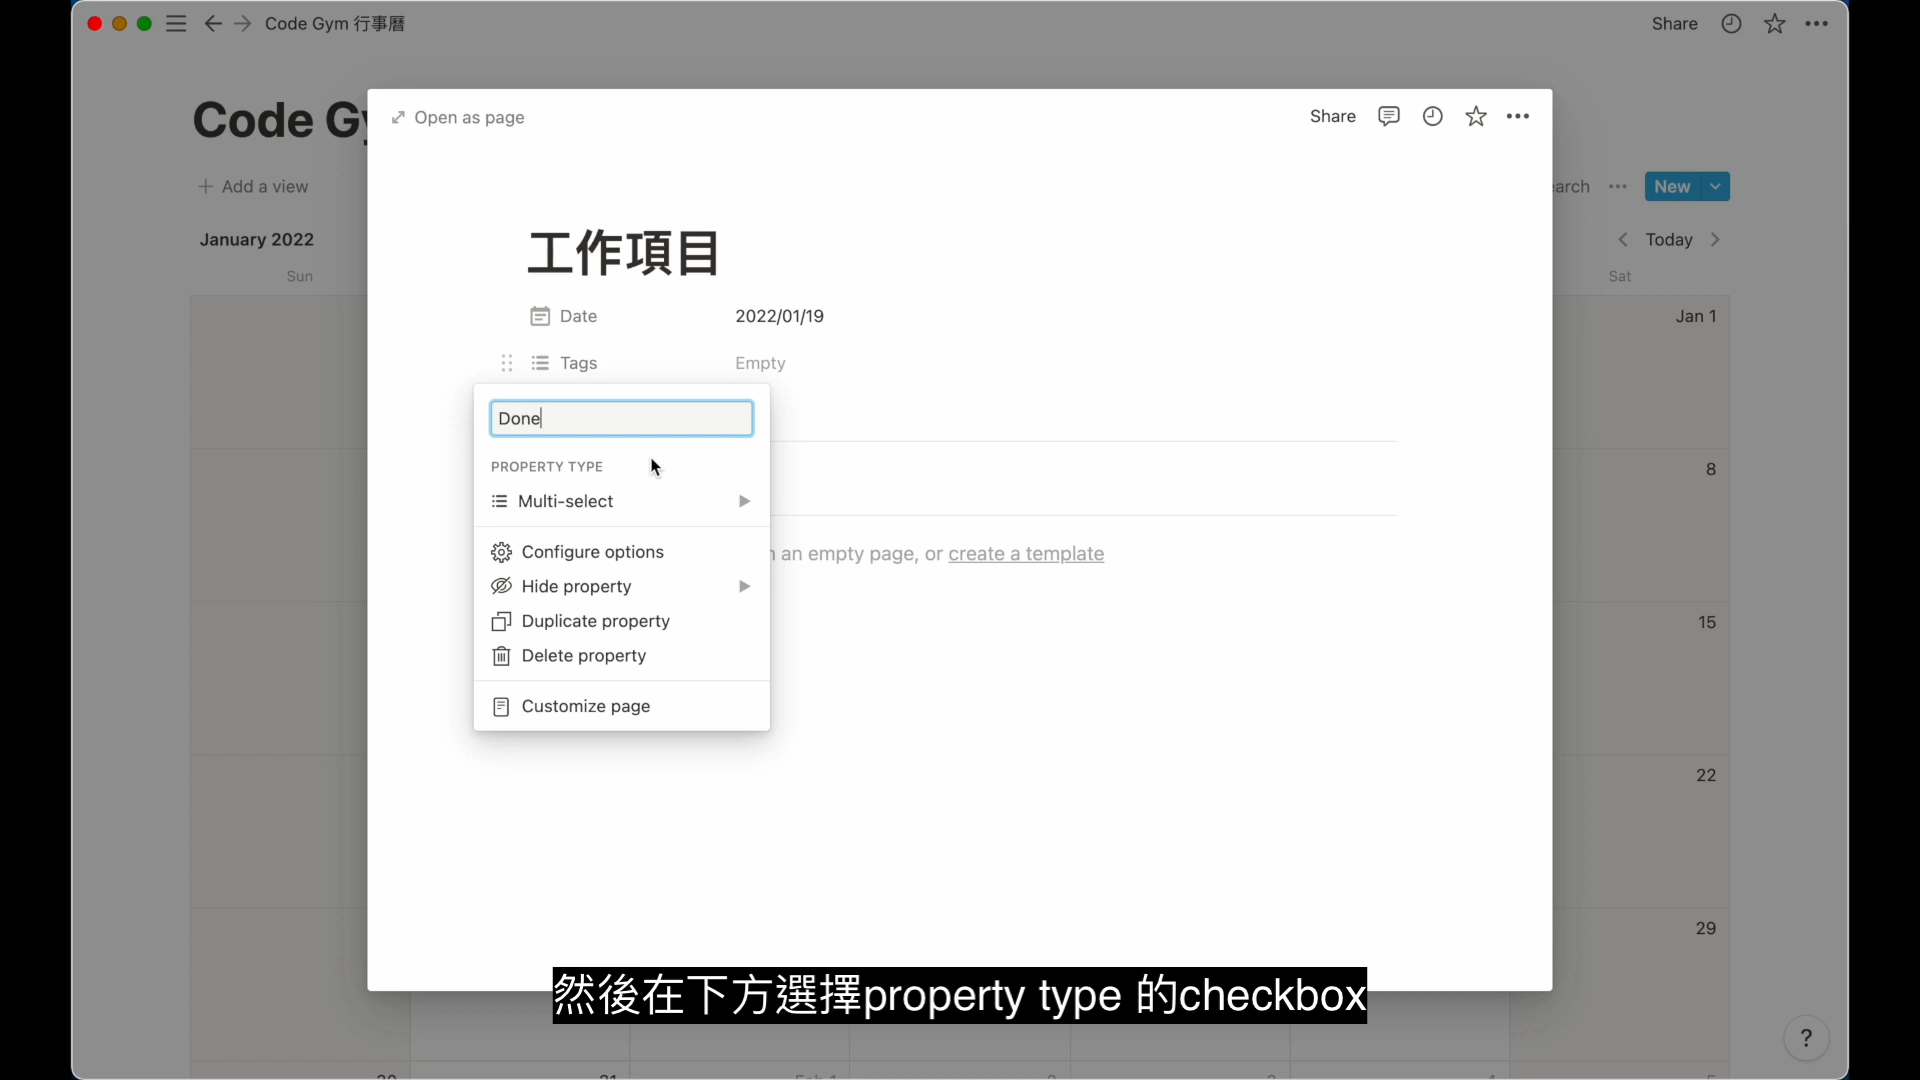 Code Gym 行事曆
Share
Code Gy
Open as page
Share
Add a view
earch
New
工作項目
January 2022
Today
Sun
Sat
Date
2022/01/19
Jan 1
Tags
Empty
Done
PROPERTY TYPE
8
Multi-select
Configure options
an empty page, or create a template
Hide property
Duplicate property
15
Delete property
Customize page
22
29
然後在下方選擇property type 的checkbox
?
30
31
Feb 1